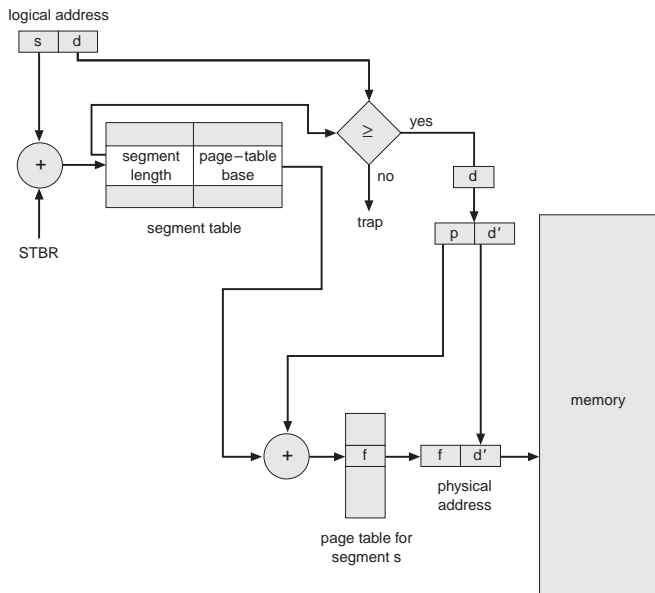 logical address
s d
≥
yes
+
segment length
page–table base
no
d
trap
segment table
STBR
p d′
memory
+
f
f d′
physical address
page table for segment s